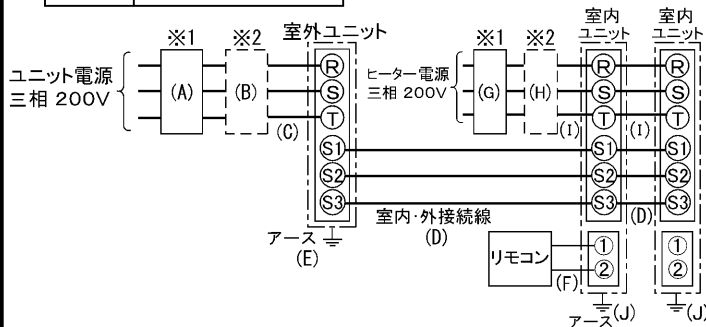 ※1 ※2 室外ユニット ※1 ※2 室内ユニット 室内ユニット
ユニット電源
三相 200V
(A) (B) (C)
R
S
T
S1
S2
S3
ヒーター電源
三相 200V
(G) (H) (I) (I)
R
S
T
S1
S2
S3
R
S
T
S1
S2
S3
室内・外接続線
(D)
(D)
アース
(E)
リモコン
(F)
1
2
1
2
アース (J)
(J)